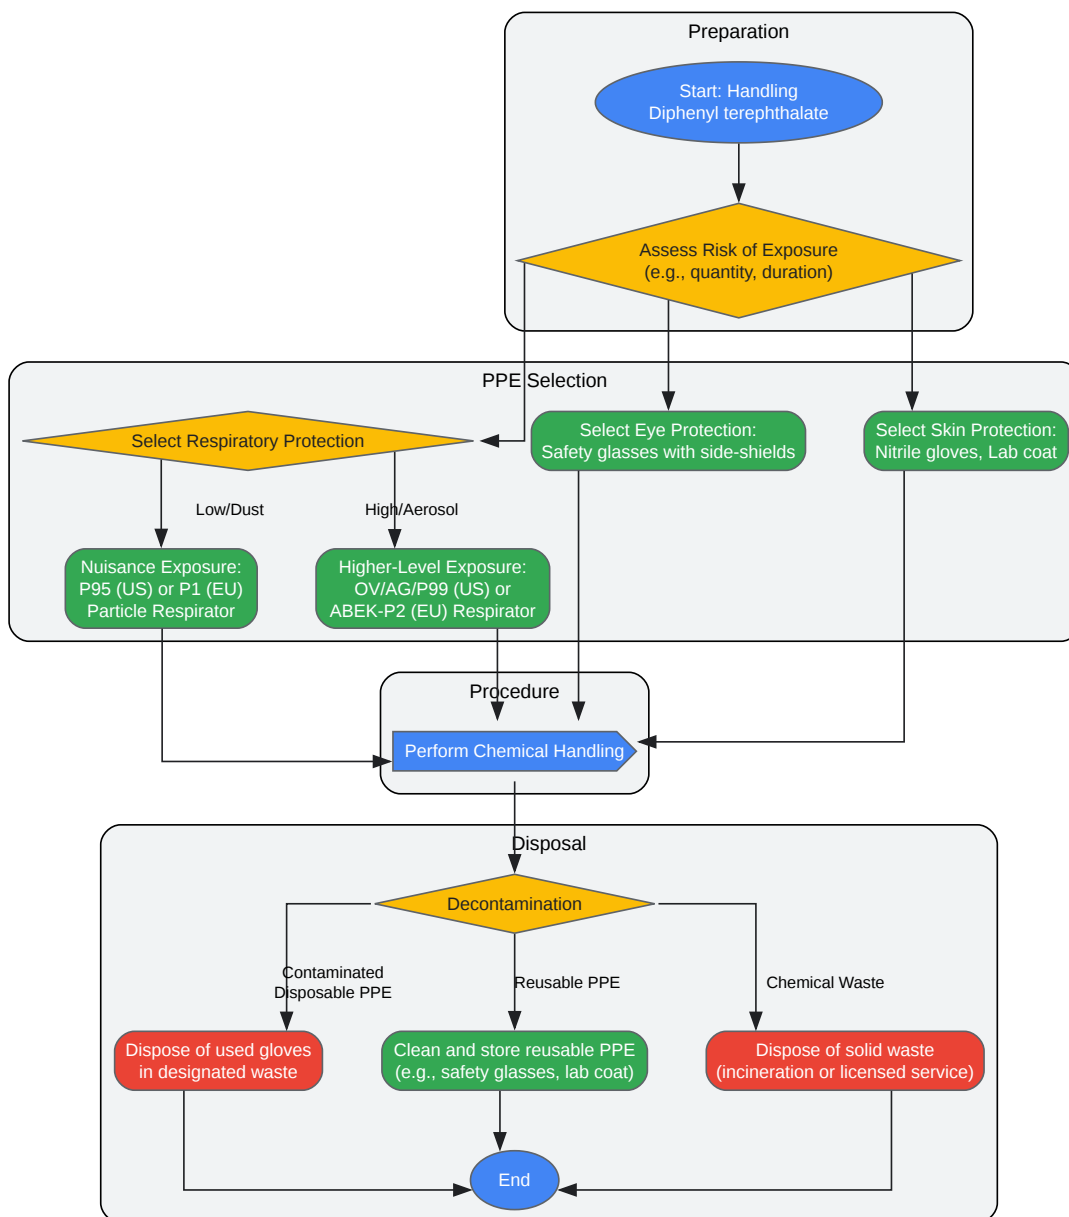 Preparation
Start: Handling
Diphenyl terephthalate
Assess Risk of Exposure
(e.g., quantity, duration)
PPE Selection
Select Respiratory Protection
Select Eye Protection:
Safety glasses with side-shields
Select Skin Protection:
Nitrile gloves, Lab coat
Low/Dust
High/Aerosol
Nuisance Exposure:
P95 (US) or P1 (EU)
Particle Respirator
Higher-Level Exposure:
OV/AG/P99 (US) or
ABEK-P2 (EU) Respirator
Procedure
Perform Chemical Handling
Disposal
Decontamination
Contaminated
Disposable PPE
Reusable PPE
Chemical Waste
Dispose of used gloves
in designated waste
Clean and store reusable PPE
(e.g., safety glasses, lab coat)
Dispose of solid waste
(incineration or licensed service)
End